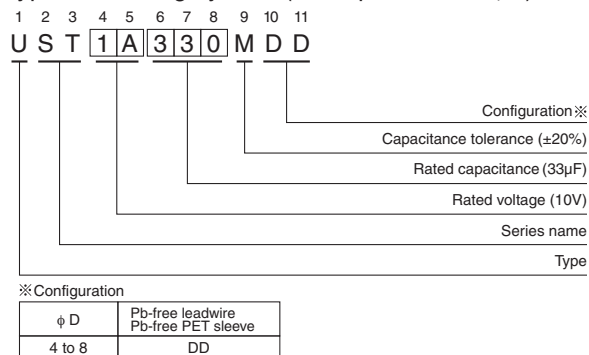 1 2 3 4 5 6 7 8 9 10 11
U S T 1 A 3 3 0 M D D
Configuration※
Capacitance tolerance (±20%)
Rated capacitance (33µF)
Rated voltage (10V)
Series name
Type
※Configuration
ϕ D Pb-free leadwire
Pb-free PET sleeve
4 to 8 DD